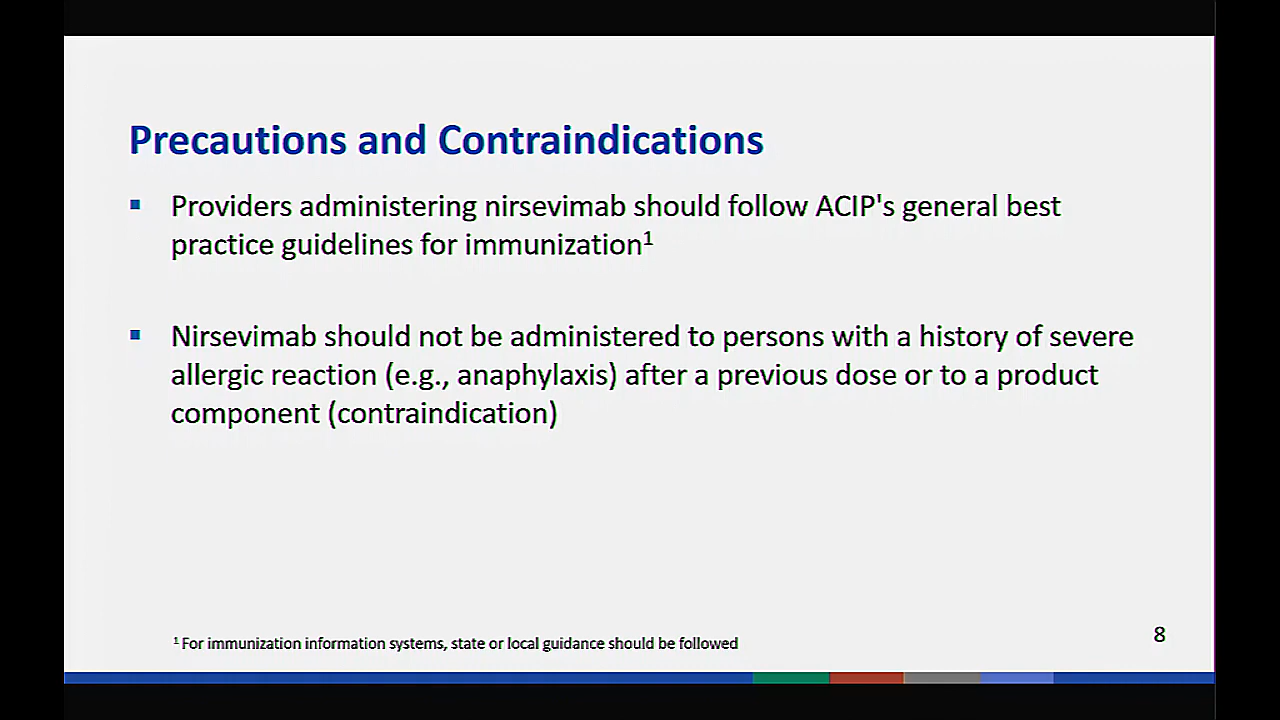 Precautions and Contraindications
▪ Providers administering nirsevimab should follow ACIP's general best
practice guidelines for immunization¹
▪ Nirsevimab should not be administered to persons with a history of severe
allergic reaction (e.g., anaphylaxis) after a previous dose or to a product
component (contraindication)
¹ For immunization information systems, state or local guidance should be followed
8